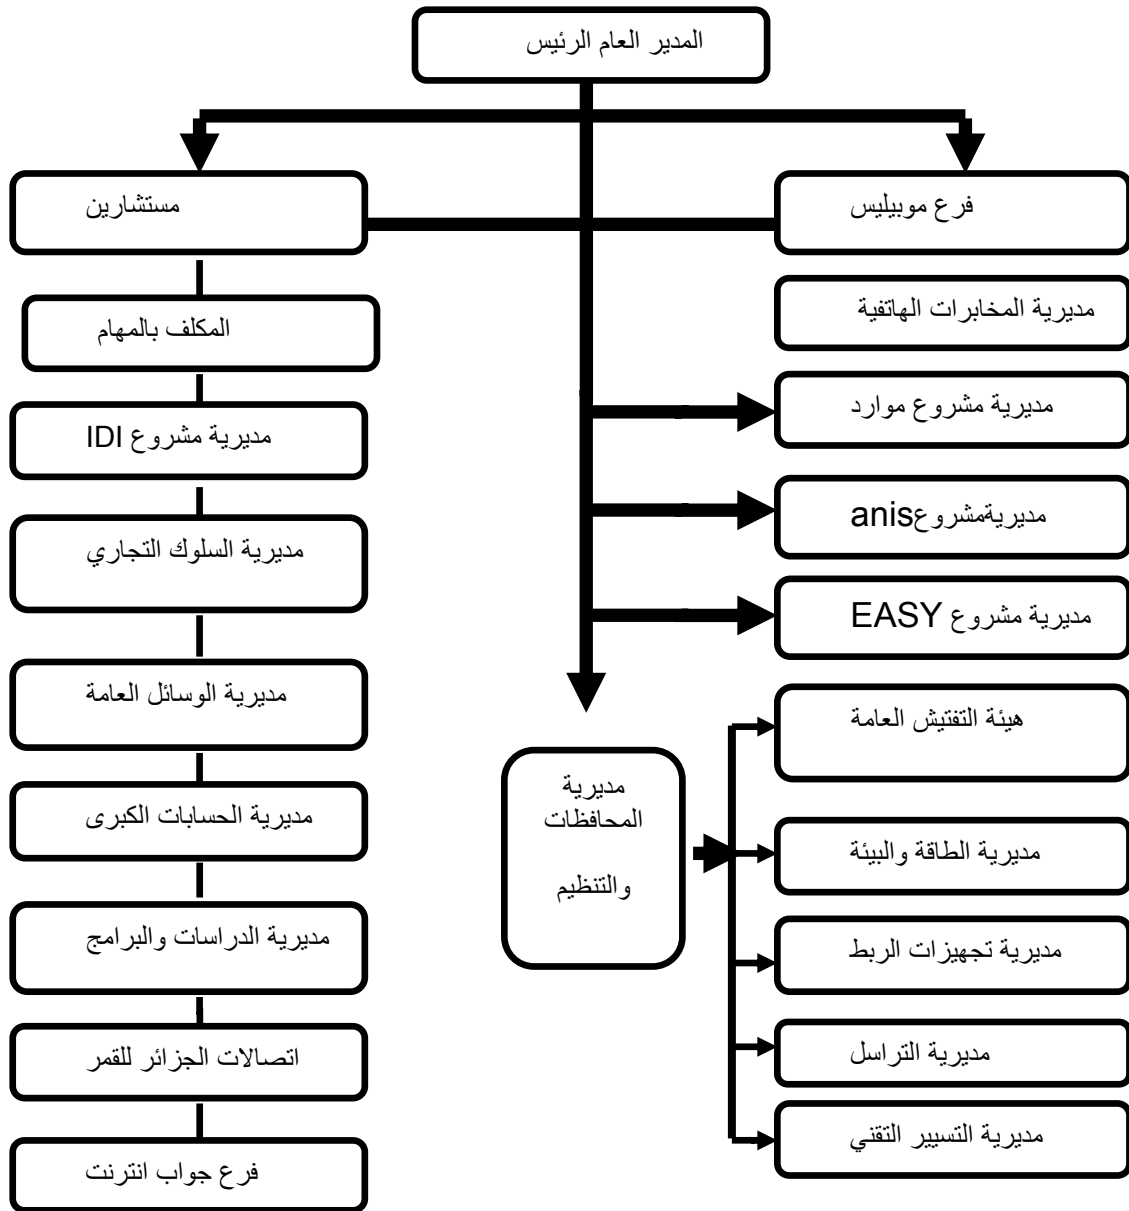 المدير العام الرئيس
فرع موبيليس
مستشارين
مديرية المخابرات الهاتفية
المكلف بالمهام
مديرية مشروع موارد
مديرية مشروع IDI
مديريةمشروعanis
مديرية السلوك التجاري
مديرية مشروع EASY
مديرية الوسائل العامة
هيئة التفتيش العامة
مديرية
المحافظات
والتنظيم
مديرية الحسابات الكبرى
مديرية الطاقة والبيئة
مديرية الدراسات والبرامج
مديرية تجهيزات الربط
اتصالات الجزائر للقمر
مديرية التراسل
فرع جواب انترنت
مديرية التسيير التقني